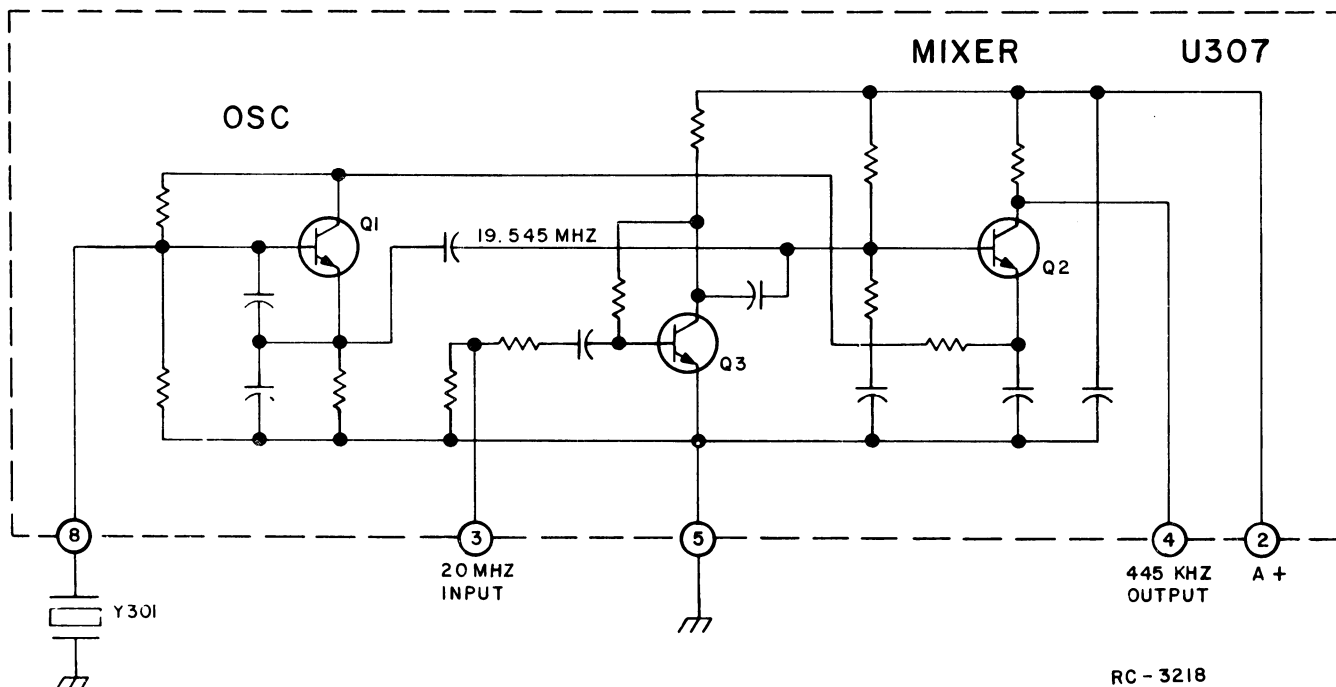 MIXER
U307
OSC
Q1
19.545 MHZ
Q2
Q3
8
3
5
4
2
20 MHZ
INPUT
445 KHZ
OUTPUT
A +
Y301
RC-3218